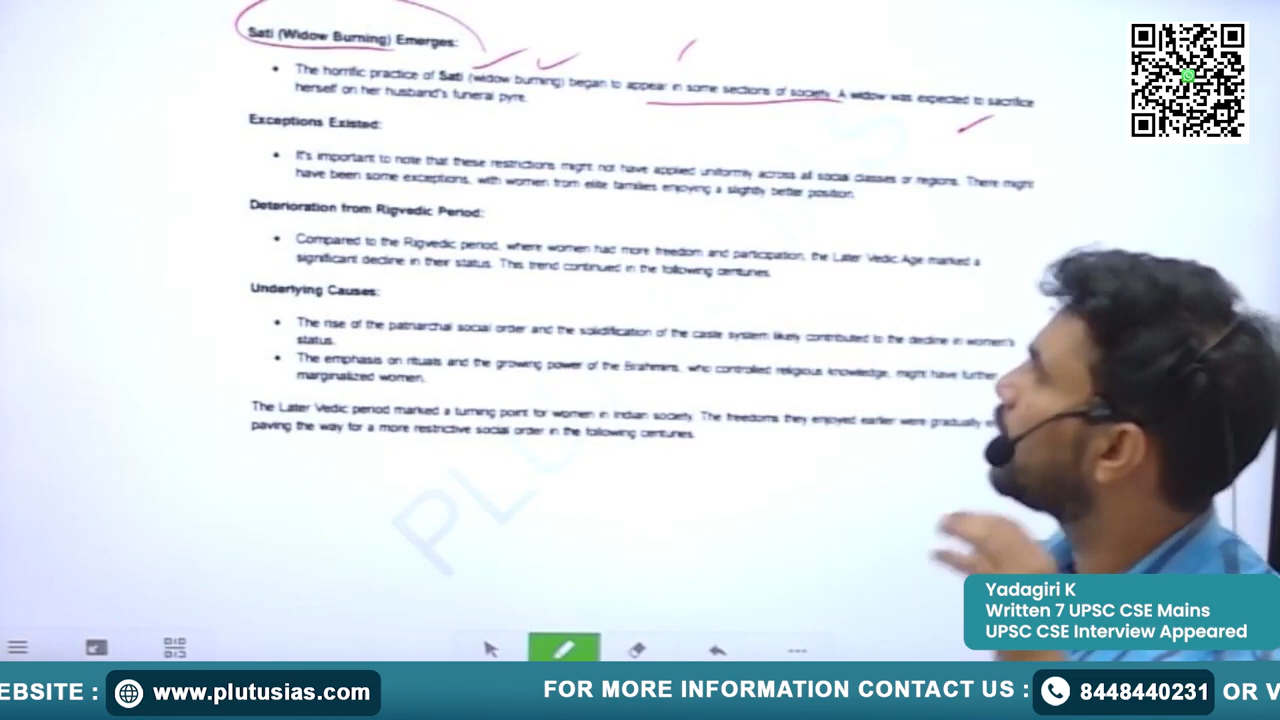 Sati (Widow Burning) Emerges:
• The horrific practice of Sati (widow burning) began to appear in some sections of society. A widow was expected to sacrifice
herself on her husband's funeral pyre.
Exceptions Existed:
• It's important to note that these restrictions might not have applied uniformly across all social classes or regions. There might
have been some exceptions, with women from elite families enjoying a slightly better position.
Deterioration from Rigvedic Period:
• Compared to the Rigvedic period, where women had more freedom and participation, the Later Vedic Age marked a
significant decline in their status. This trend continued in the following centuries.
Underlying Causes:
• The rise of the patriarchal social order and the solidification of the caste system likely contributed to the decline in women's
status.
• The emphasis on rituals and the growing power of the Brahmins, who controlled religious knowledge, might have further
marginalized women.
The Later Vedic period marked a turning point for women in Indian society. The freedoms they enjoyed earlier were gradually
paving the way for a more restrictive social order in the following centuries.
Yadagiri K
Written 7 UPSC CSE Mains
UPSC CSE Interview Appeared
EBSITE : www.plutusias.com FOR MORE INFORMATION CONTACT US : 8448440231 OR V